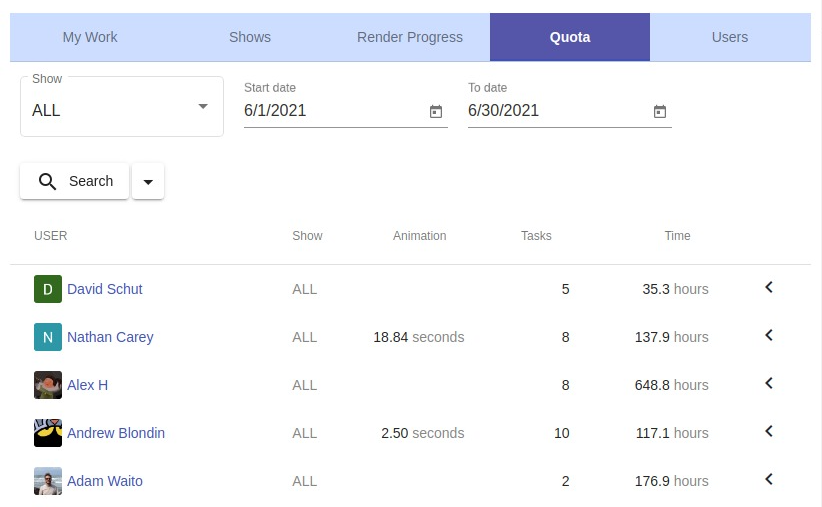 My Work Shows Render Progress Quota Users
Show Start date To date
ALL 6/1/2021 6/30/2021
Search
USER Show Animation Tasks Time
D David Schut ALL 5 35.3 hours
N Nathan Carey ALL 18.84 seconds 8 137.9 hours
Alex H ALL 8 648.8 hours
Andrew Blondin ALL 2.50 seconds 10 117.1 hours
Adam Waito ALL 2 176.9 hours